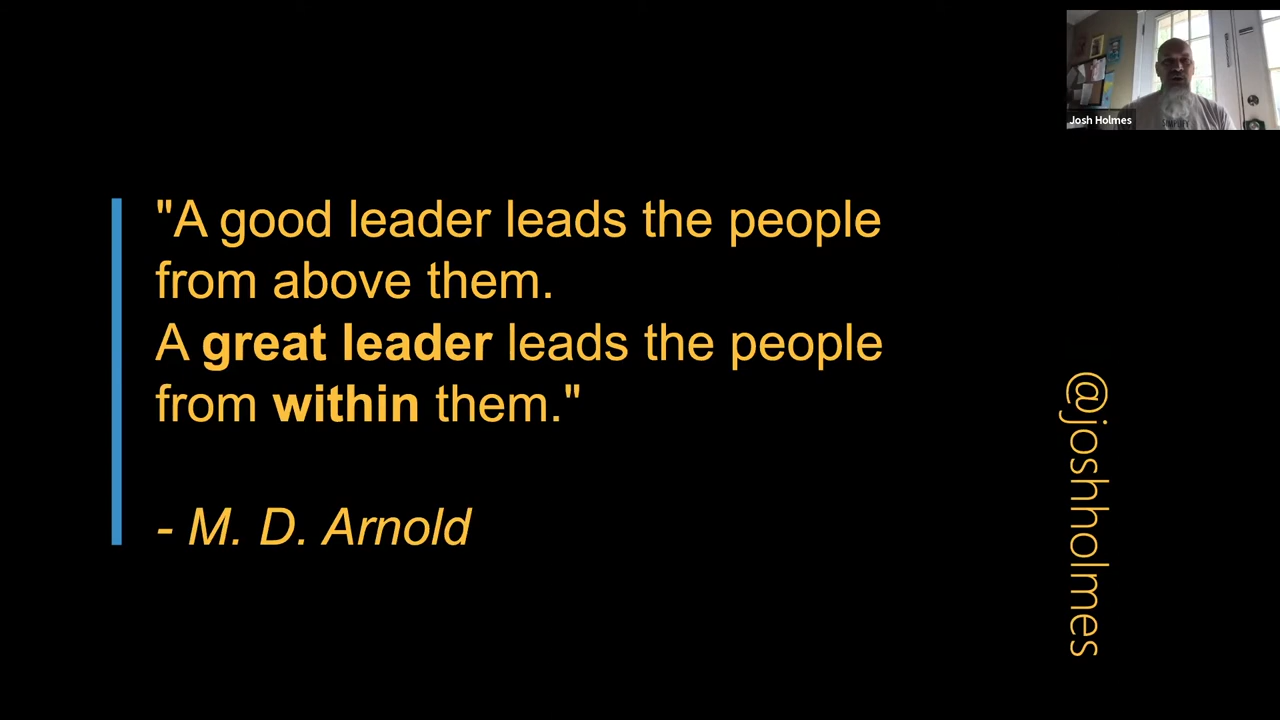 Josh Holmes
"A good leader leads the people
from above them.
A great leader leads the people
from within them."
- M. D. Arnold
@joshholmes